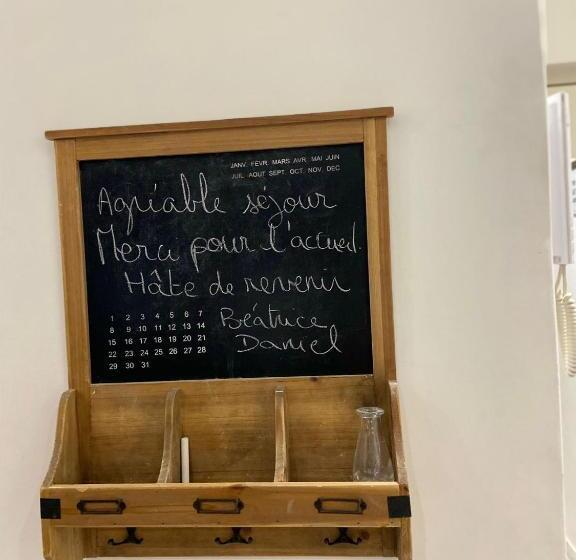 JANV. FEVR. MARS AVR. MAI JUIN
JUIL. AOUT SEPT. OCT. NOV. DEC
Agréable séjour
Merci pour l'accueil.
Hâte de revenir
Béatrice
Daniel
1 2 3 4 5 6 7
8 9 10 11 12 13 14
15 16 17 18 19 20 21
22 23 24 25 26 27 28
29 30 31